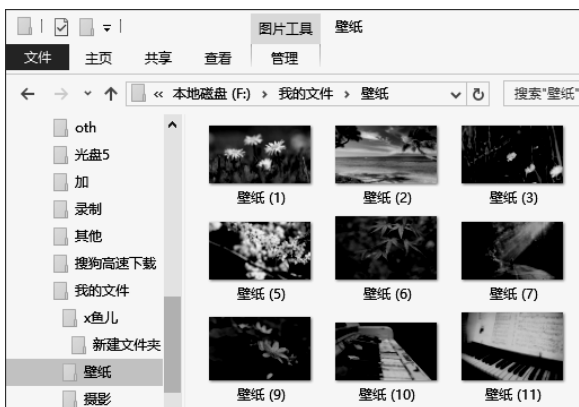 图片工具 壁纸
文件 主页 共享 查看 管理
« 本地磁盘 (F:) › 我的文件 › 壁纸 搜索"壁纸"
oth
光盘5
加
录制
其他
搜狗高速下载
我的文件
x鱼儿
新建文件夹
壁纸
摄影
壁纸 (1) 壁纸 (2) 壁纸 (3)
壁纸 (5) 壁纸 (6) 壁纸 (7)
壁纸 (9) 壁纸 (10) 壁纸 (11)